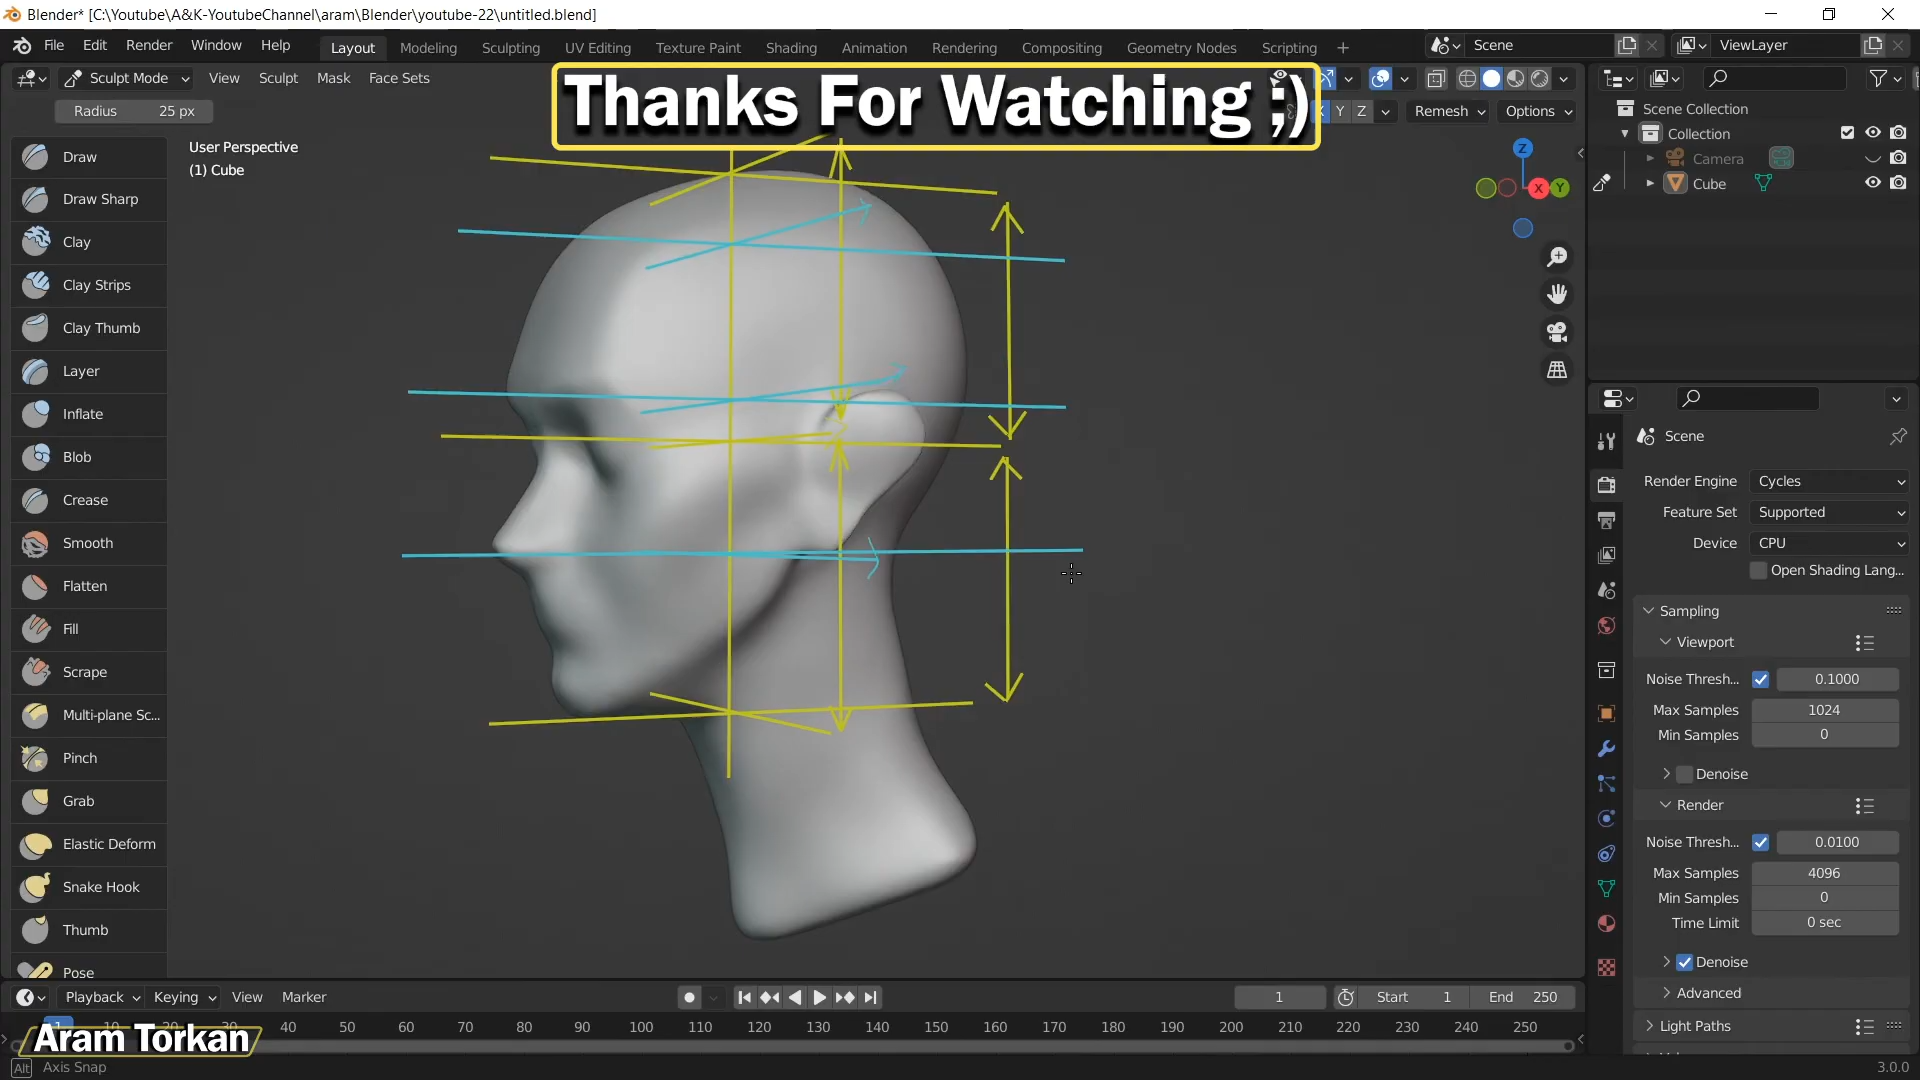 Blender* [C:\Youtube\A&K-YoutubeChannel\aram\Blender\youtube-22\untitled.blend]
File Edit Render Window Help Layout Modeling Sculpting UV Editing Texture Paint Shading Animation Rendering Compositing Geometry Nodes Scripting + Scene ViewLayer
Sculpt Mode View Sculpt Mask Face Sets
Thanks For Watching ;)
Radius 25 px
Y Z Remesh Options
User Perspective
(1) Cube
Scene Collection
Collection
Camera
Cube
Z
X Y
Draw
Draw Sharp
Clay
Clay Strips
Clay Thumb
Layer
Inflate
Blob
Crease
Smooth
Flatten
Fill
Scrape
Multi-plane Sc...
Pinch
Grab
Elastic Deform
Snake Hook
Thumb
Pose
Scene
Render Engine Cycles
Feature Set Supported
Device CPU
Open Shading Lang...
Sampling
Viewport
Noise Thresh... 0.1000
Max Samples 1024
Min Samples 0
Denoise
Render
Noise Thresh... 0.0100
Max Samples 4096
Min Samples 0
Time Limit 0 sec
Denoise
Advanced
Light Paths
Playback Keying View Marker 1 Start 1 End 250
1 10 20 30 40 50 60 70 80 90 100 110 120 130 140 150 160 170 180 190 200 210 220 230 240 250
Aram Torkan
Alt Axis Snap 3.0.0